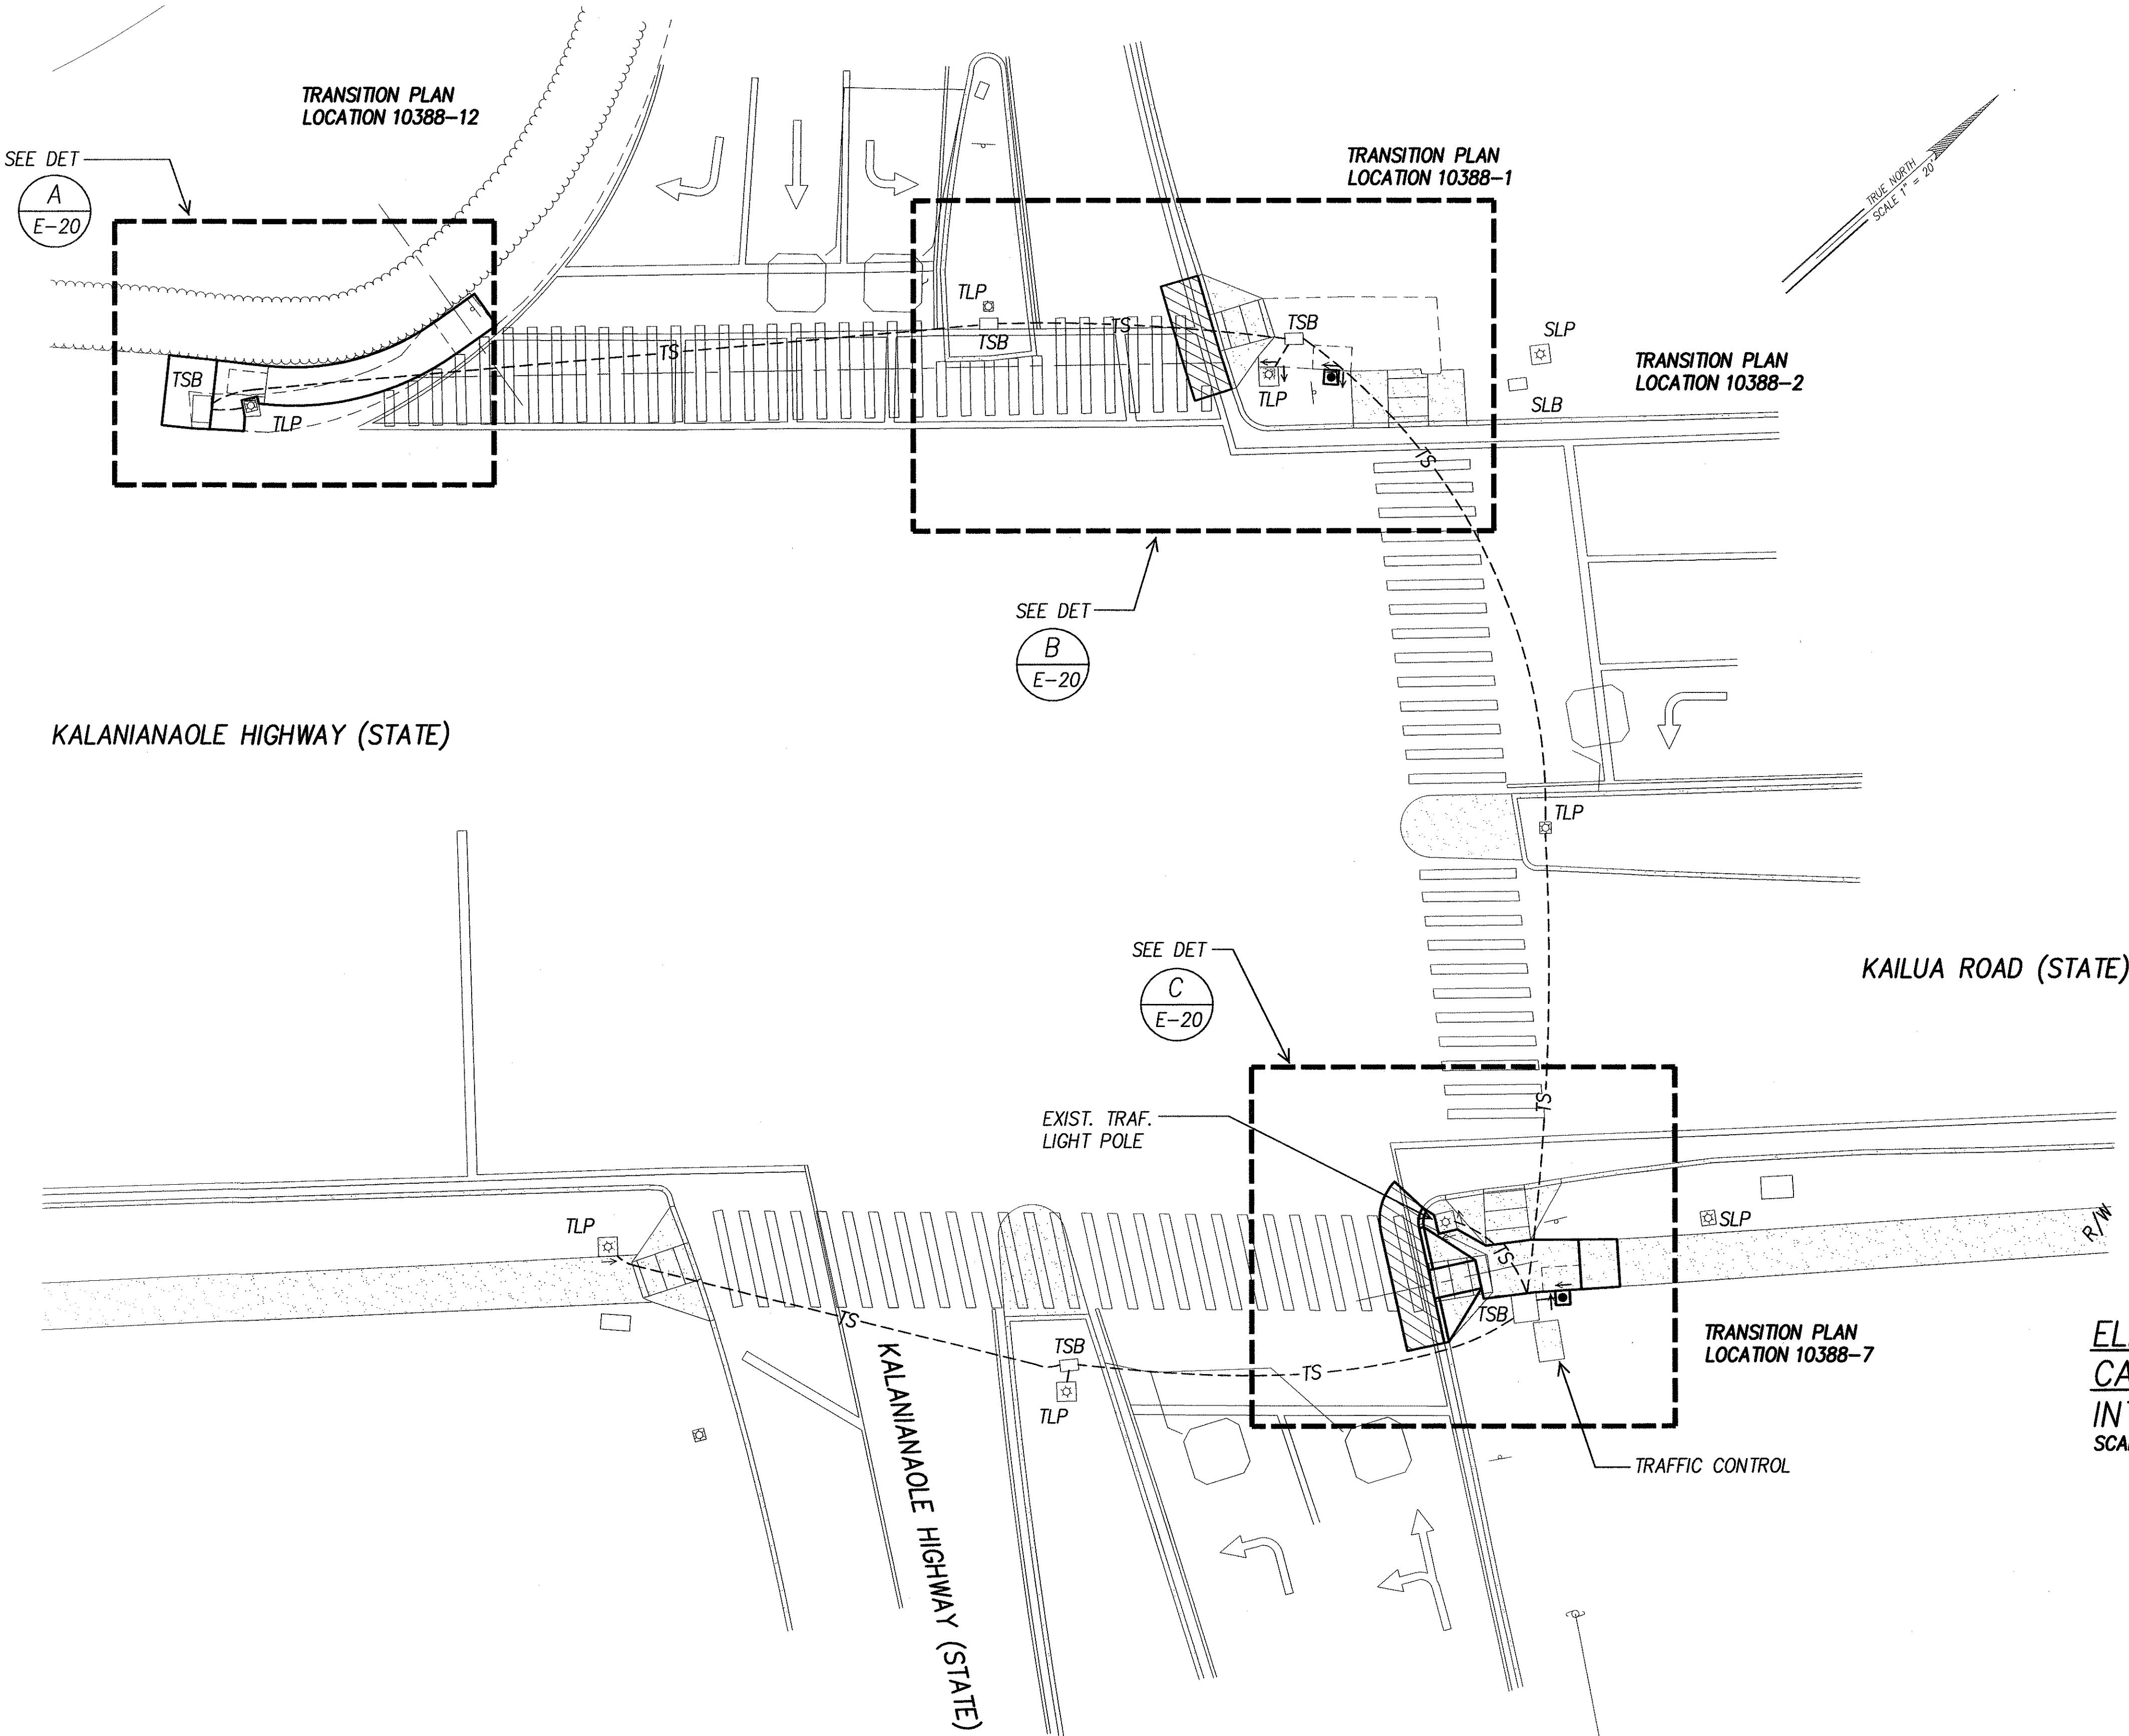 TRANSITION PLAN
LOCATION 10388-12
SEE DET
A
E-20
TRANSITION PLAN
LOCATION 10388-1
TRUE NORTH
SCALE 1" = 20'
TLP
TS
TSB
TSB
SLP
TRANSITION PLAN
LOCATION 10388-2
TS
TSB
TLP
TLP
SLB
TS
SEE DET
B
E-20
KALANIANAOLE HIGHWAY (STATE)
TLP
SEE DET
C
E-20
KAILUA ROAD (STATE)
EXIST. TRAF.
LIGHT POLE
TS
TLP
SLP
R/W
TS
TS
TSB
TRANSITION PLAN
LOCATION 10388-7
TSB
TS
TLP
KALANIANAOLE HIGHWAY (STATE)
TRAFFIC CONTROL